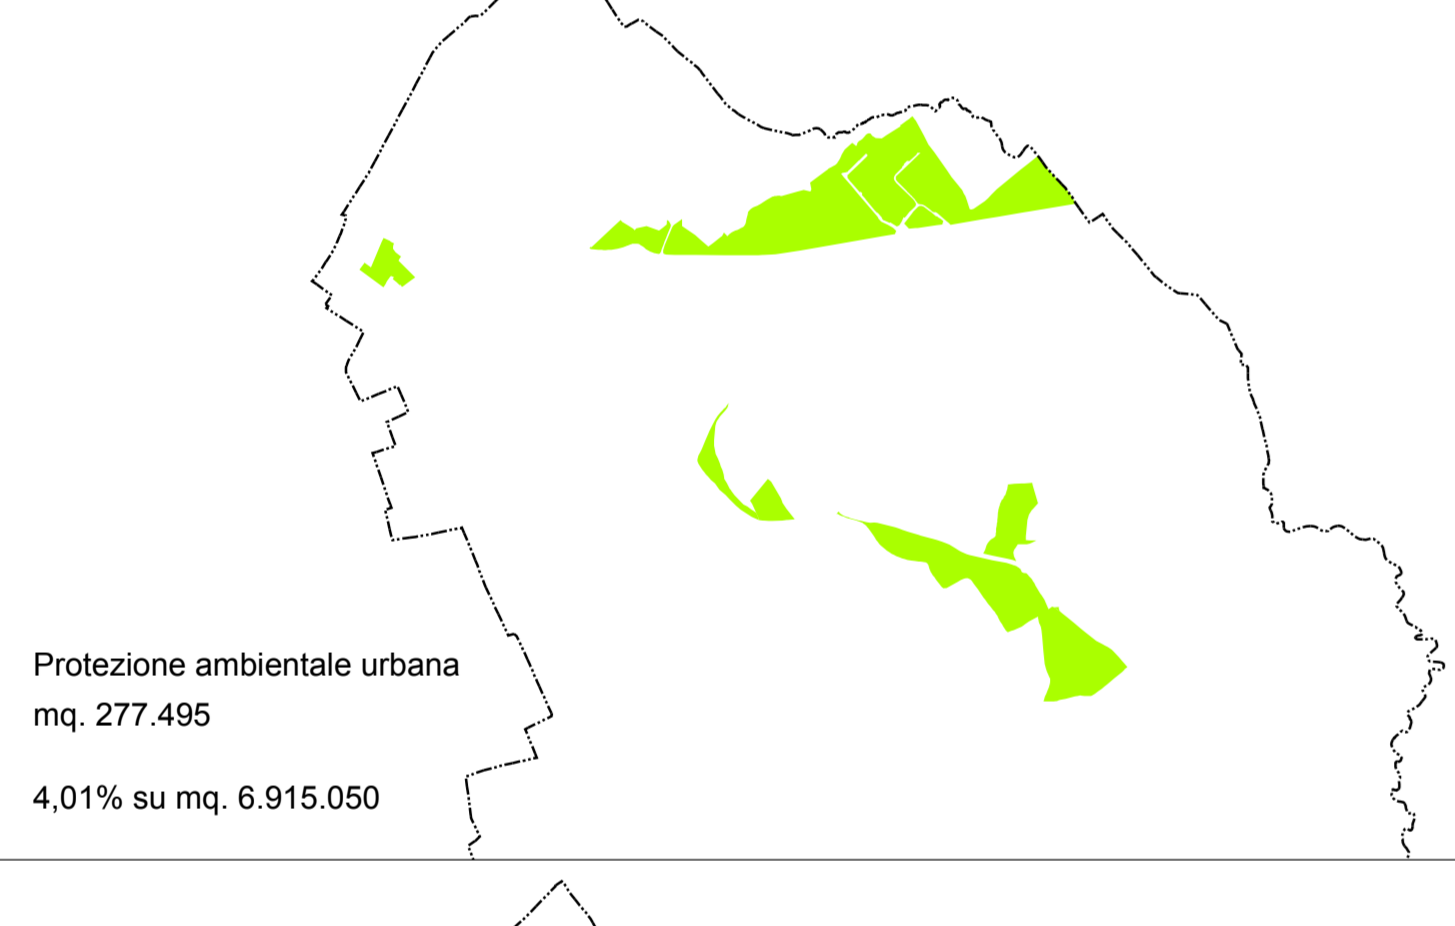 Protezione ambientale urbana
mq. 277.495
4,01% su mq. 6.915.050